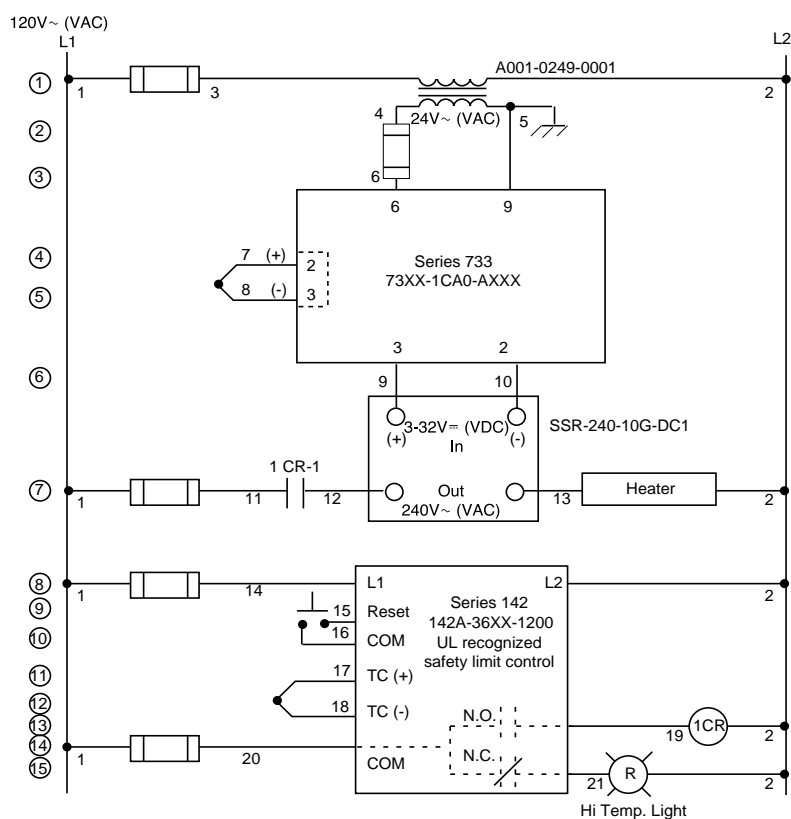 120V~ (VAC)
L1
L2
A001-0249-0001
1
1
3
2
2
4
24V~ (VAC)
5
3
6
6
9
4
7
(+)
2
Series 733
73XX-1CA0-AXXX
5
8
(-)
3
3
2
6
9
10
3-32V⎓ (VDC)
(+)
(-)
In
SSR-240-10G-DC1
1 CR-1
7
1
11
12
Out
240V~ (VAC)
13
Heater
2
8
1
14
L1
L2
2
9
15
Reset
Series 142
142A-36XX-1200
10
16
COM
UL recognized
safety limit control
11
17
TC (+)
12
18
TC (-)
13
N.O.
19
1CR
2
14
1
20
COM
N.C.
15
21
R
2
Hi Temp. Light